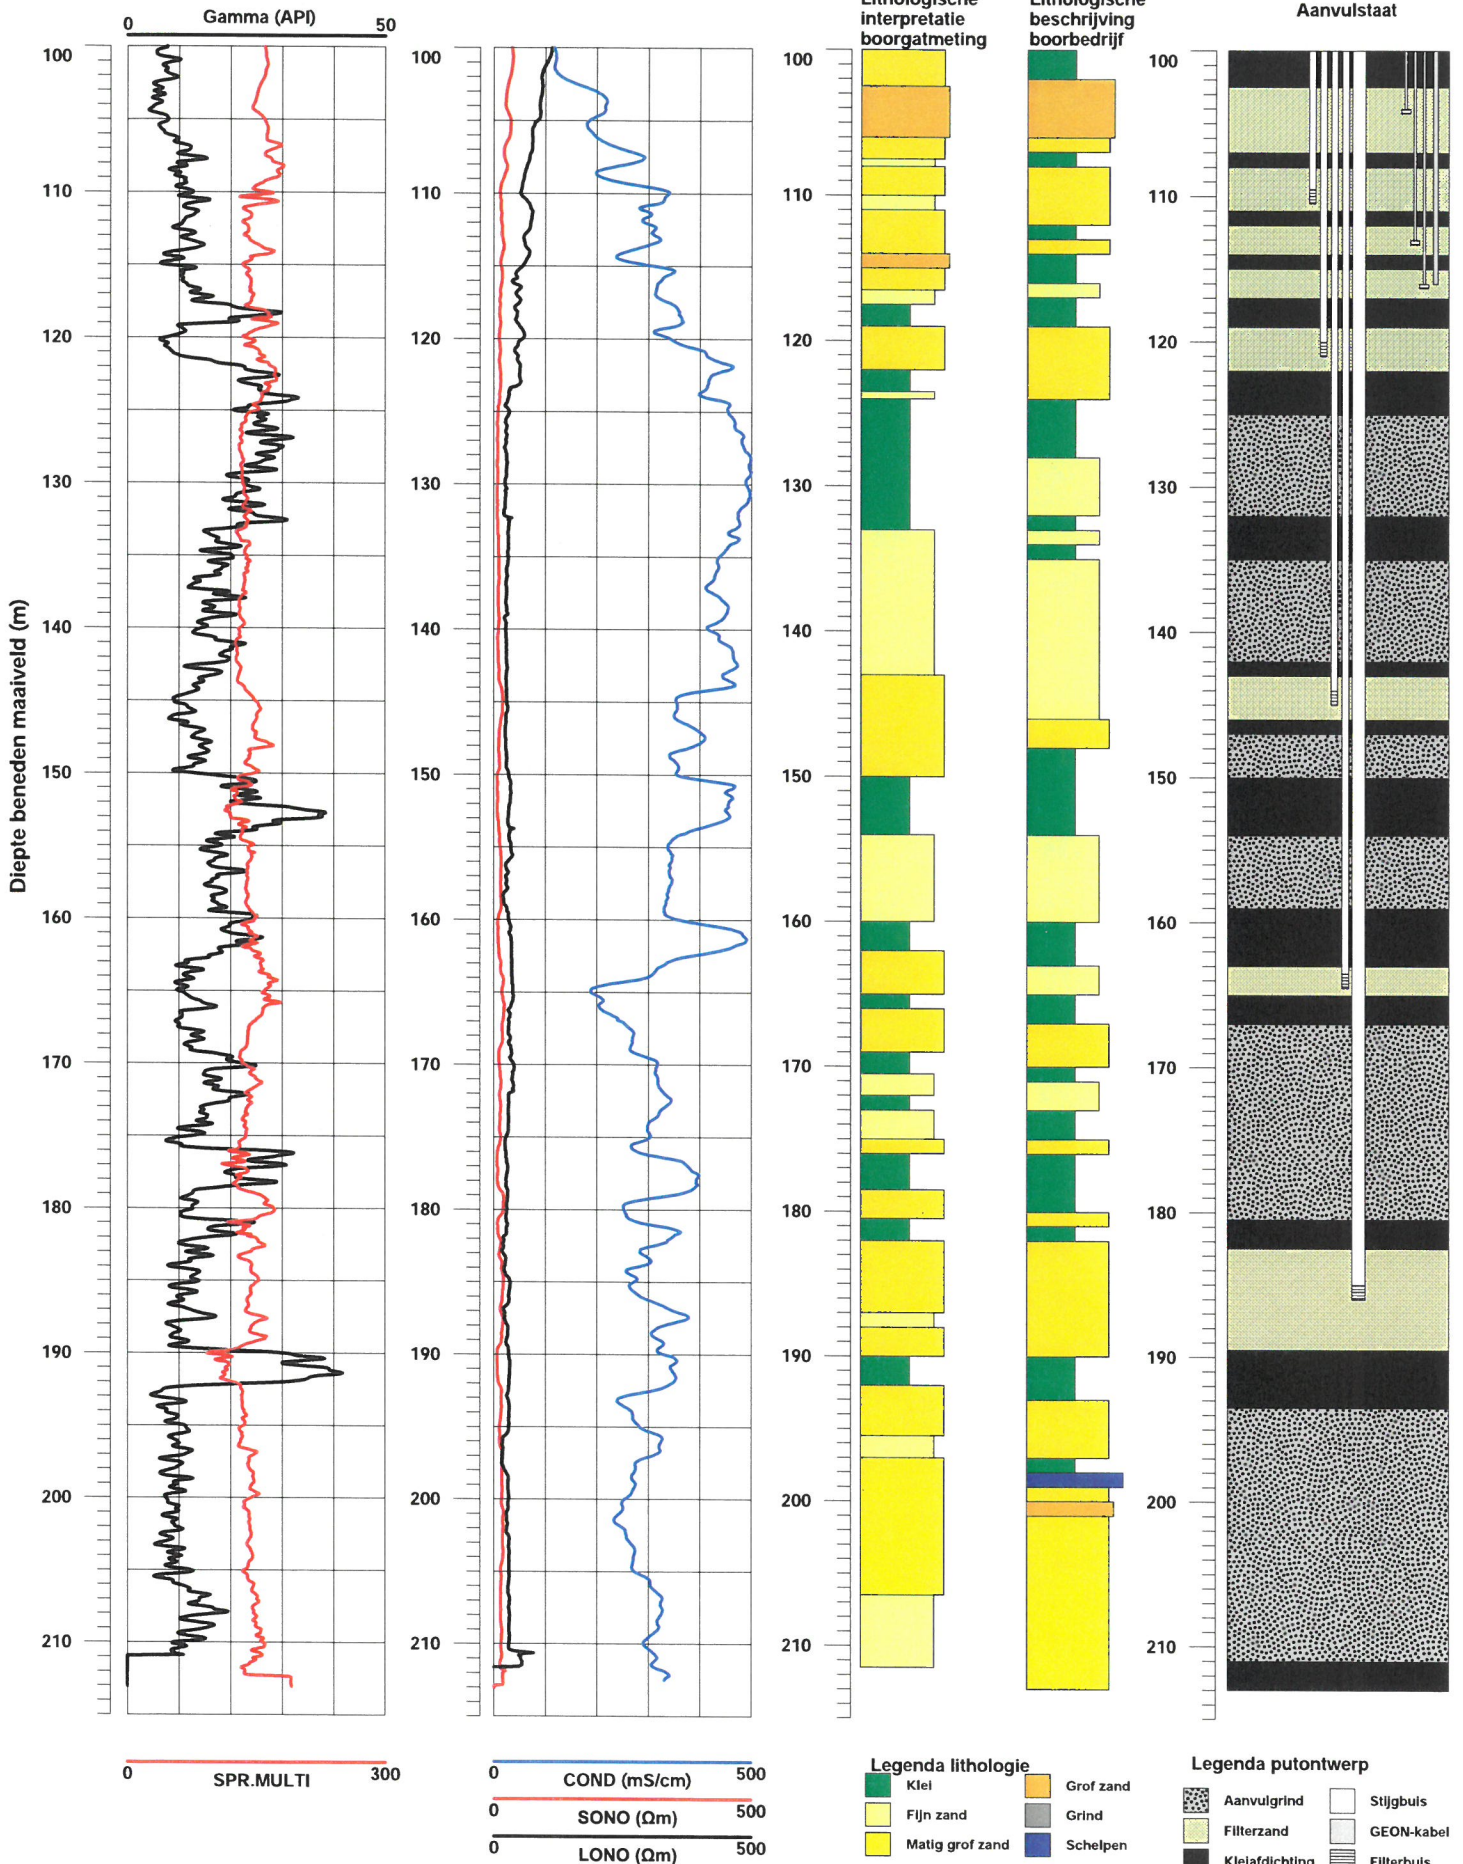 Gamma (API)
0 50
Lithologische
interpretatie
boorgatmeting
Lithologische
beschrijving
boorbedrijf
Aanvulstaat
Diepte beneden maaiveld (m)
100 100 100 100
110 110 110 110
120 120 120 120
130 130 130 130
140 140 140 140
150 150 150 150
160 160 160 160
170 170 170 170
180 180 180 180
190 190 190 190
200 200 200 200
210 210 210 210
0 SPR.MULTI 300
0 COND (mS/cm) 500
0 SONO (Ωm) 500
0 LONO (Ωm) 500
Legenda lithologie
Klei
Fijn zand
Matig grof zand
Grof zand
Grind
Schelpen
Legenda putontwerp
Aanvulgrind
Filterzand
Kleiafdichting
Stijgbuis
GEON-kabel
Filterbuis